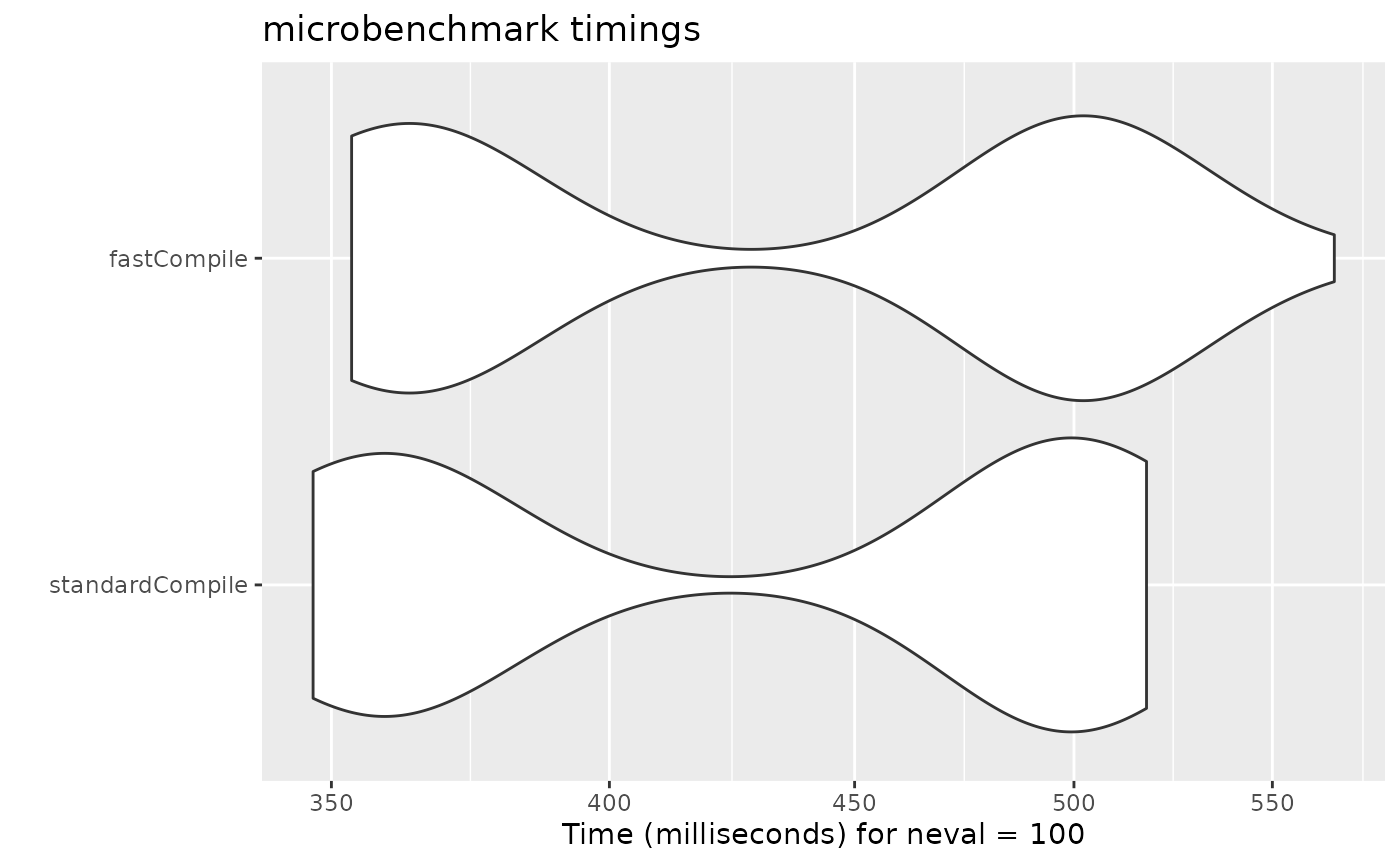 microbenchmark timings
fastCompile
standardCompile
350 400 450 500 550
Time (milliseconds) for neval = 100